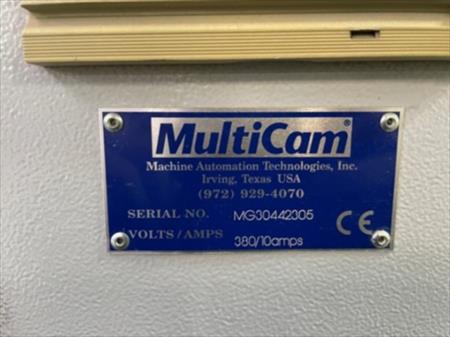 MultiCam®
Machine Automation Technologies, Inc.
Irving, Texas USA
(972) 929-4070
SERIAL NO. MG30442305
VOLTS/AMPS 380/10amps
CE